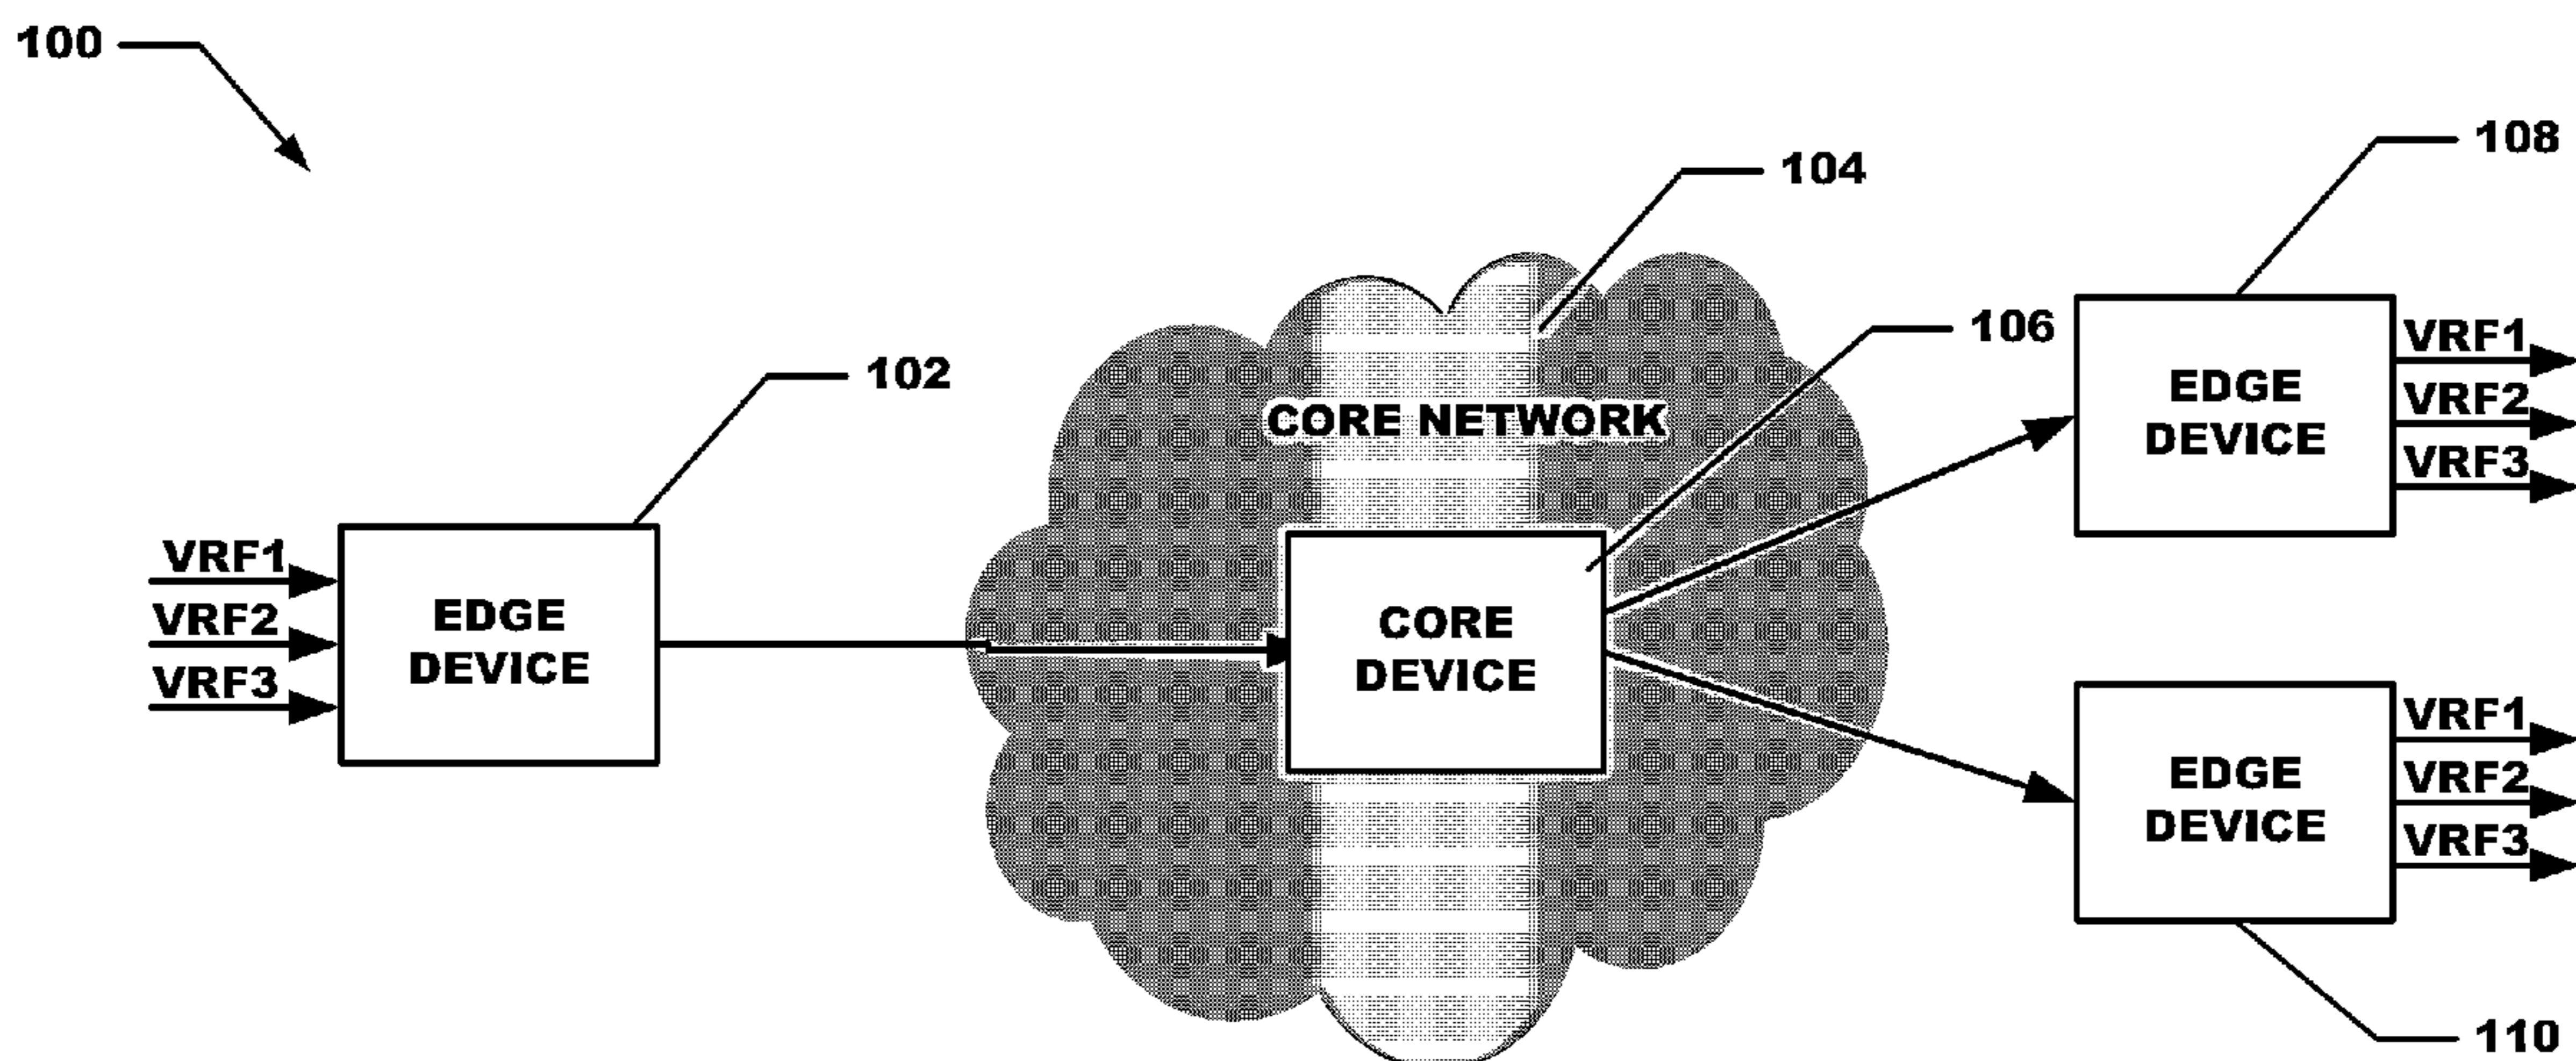 100
108
104
106
102
CORE NETWORK
VRF1
VRF2
VRF3
EDGE
DEVICE
CORE
DEVICE
EDGE
DEVICE
VRF1
VRF2
VRF3
EDGE
DEVICE
VRF1
VRF2
VRF3
110